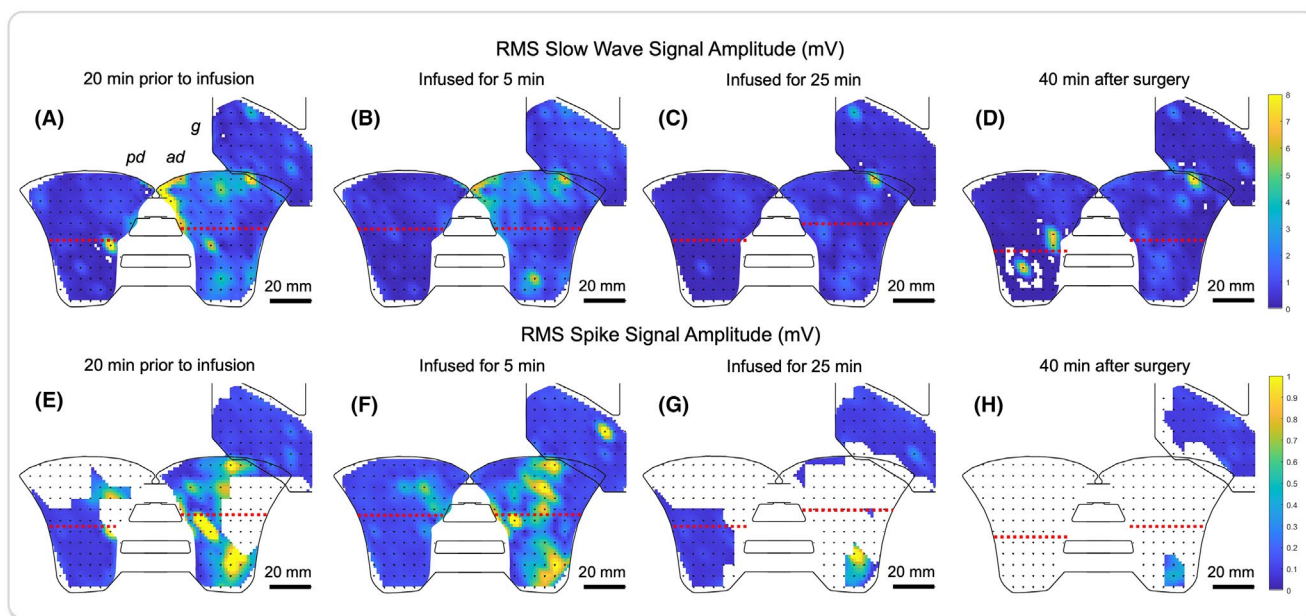 RMS Slow Wave Signal Amplitude (mV)
20 min prior to infusion
Infused for 5 min
Infused for 25 min
40 min after surgery
(A)
(B)
(C)
(D)
g
pd
ad
8
7
6
5
4
3
2
1
0
20 mm
20 mm
20 mm
20 mm
RMS Spike Signal Amplitude (mV)
20 min prior to infusion
Infused for 5 min
Infused for 25 min
40 min after surgery
(E)
(F)
(G)
(H)
1
0.9
0.8
0.7
0.6
0.5
0.4
0.3
0.2
0.1
0
20 mm
20 mm
20 mm
20 mm